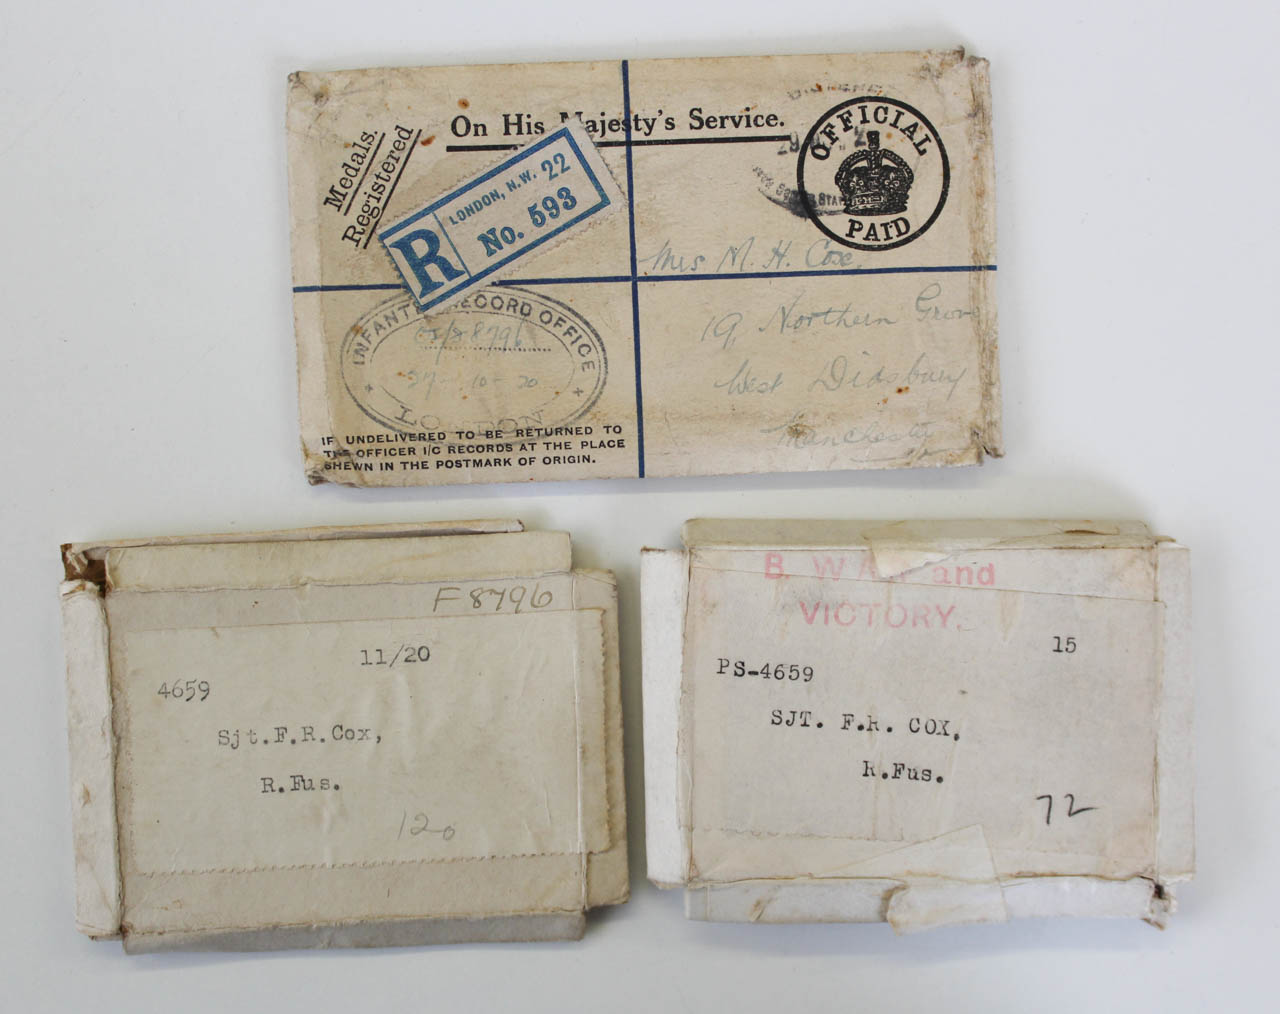 On His Majesty's Service.
Medals.
Registered
R
LONDON, N.W. 22
No. 593
OFFICIAL
PAID
INFANTRY RECORD OFFICE
8796
27-10-20
LONDON
IF UNDELIVERED TO BE RETURNED TO
THE OFFICER I/C RECORDS AT THE PLACE
SHEWN IN THE POSTMARK OF ORIGIN.
Mrs M. H. Cox,
19, Northern Grove
West Didsbury
Manchester
F 8796
11/20
4659
Sjt.F.R.Cox,
R.Fus.
120
B. WAR and
VICTORY.
15
PS-4659
SJT. F.R. COX,
R.Fus.
72